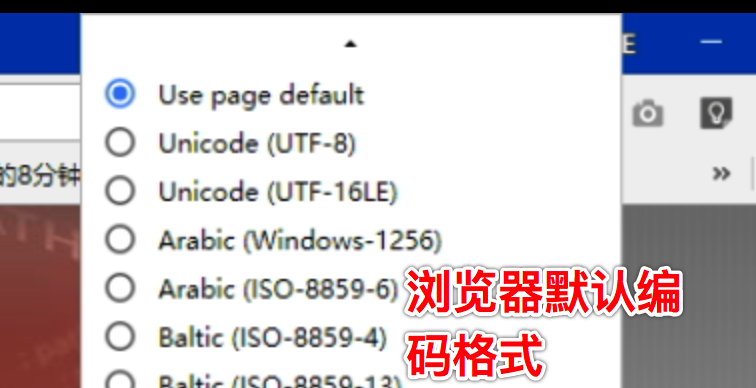 E
Use page default
Unicode (UTF-8)
的8分钟
Unicode (UTF-16LE)
Arabic (Windows-1256)
Arabic (ISO-8859-6)
Baltic (ISO-8859-4)
Baltic (ISO-8859-13)
浏览器默认编
码格式